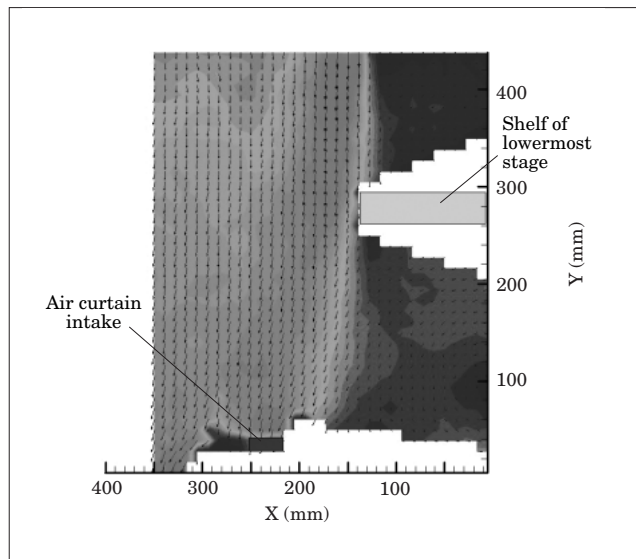 400
Shelf of
lowermost
stage
300
Y (mm)
200
Air curtain
intake
100
400 300 200 100
X (mm)